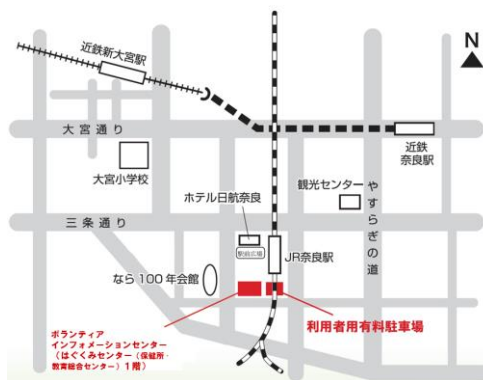 近鉄新大宮駅
N
大宮通り
近鉄
奈良駅
大宮小学校
観光センター
やすらぎの道
ホテル日航奈良
三条通り
駅前広場
JR奈良駅
なら100年会館
ボランティア
インフォメーションセンター
(はぐくみセンター(保健所・
教育総合センター)1階)
利用者用有料駐車場